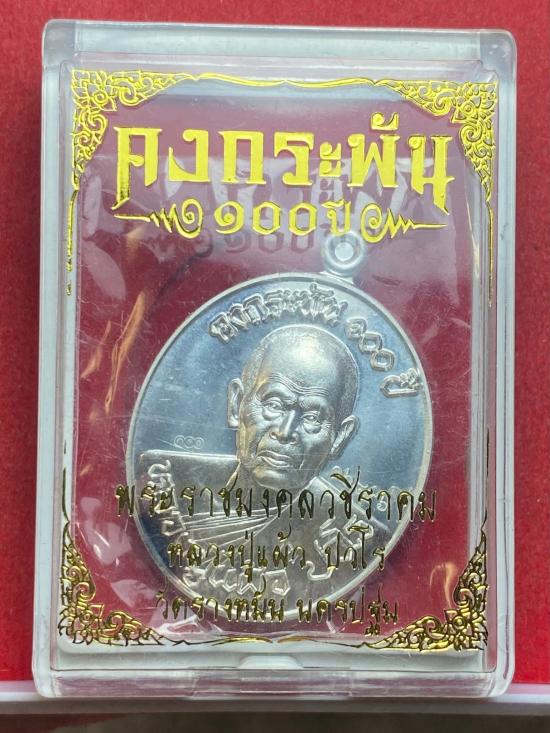 คงกระพัน
๑๐๐ ปี
คงกระพัน ๑๐๐ ปี
๑๐๐
พระราชมงคลวชิราคม
หลวงปู่แผ้ว ปวโร
วัดรางหมัน นครปฐม